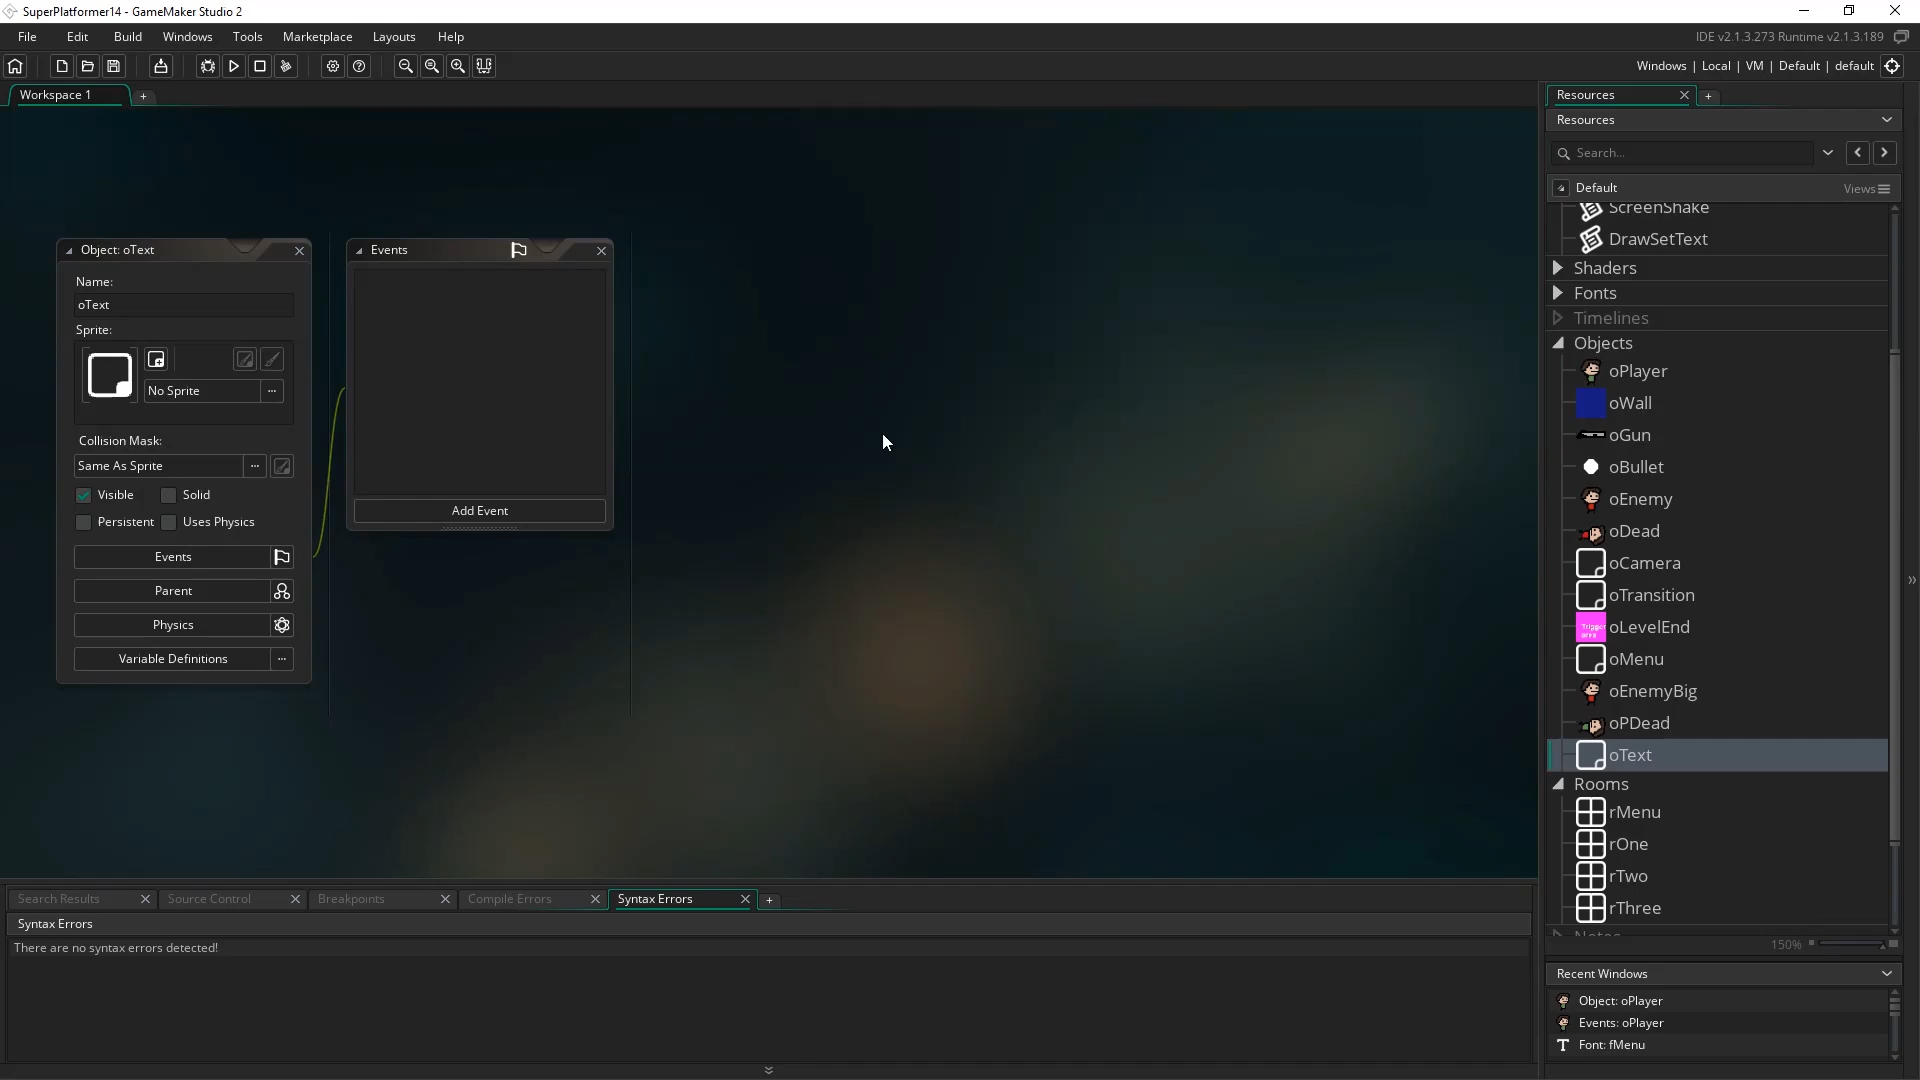 SuperPlatformer14 - GameMaker Studio 2
File Edit Build Windows Tools Marketplace Layouts Help
IDE v2.1.3.273 Runtime v2.1.3.189
Windows | Local | VM | Default | default
Workspace 1
Resources
Resources
Search...
Default
Views
ScreenShake
DrawSetText
Shaders
Fonts
Timelines
Objects
oPlayer
oWall
oGun
oBullet
oEnemy
oDead
oCamera
oTransition
Trigger area
oLevelEnd
oMenu
oEnemyBig
oPDead
oText
Rooms
rMenu
rOne
rTwo
rThree
Notes
150%
Recent Windows
Object: oPlayer
Events: oPlayer
Font: fMenu
Object: oText
Name:
oText
Sprite:
No Sprite
Collision Mask:
Same As Sprite
Visible
Solid
Persistent
Uses Physics
Events
Parent
Physics
Variable Definitions
Events
Add Event
Search Results
Source Control
Breakpoints
Compile Errors
Syntax Errors
Syntax Errors
There are no syntax errors detected!